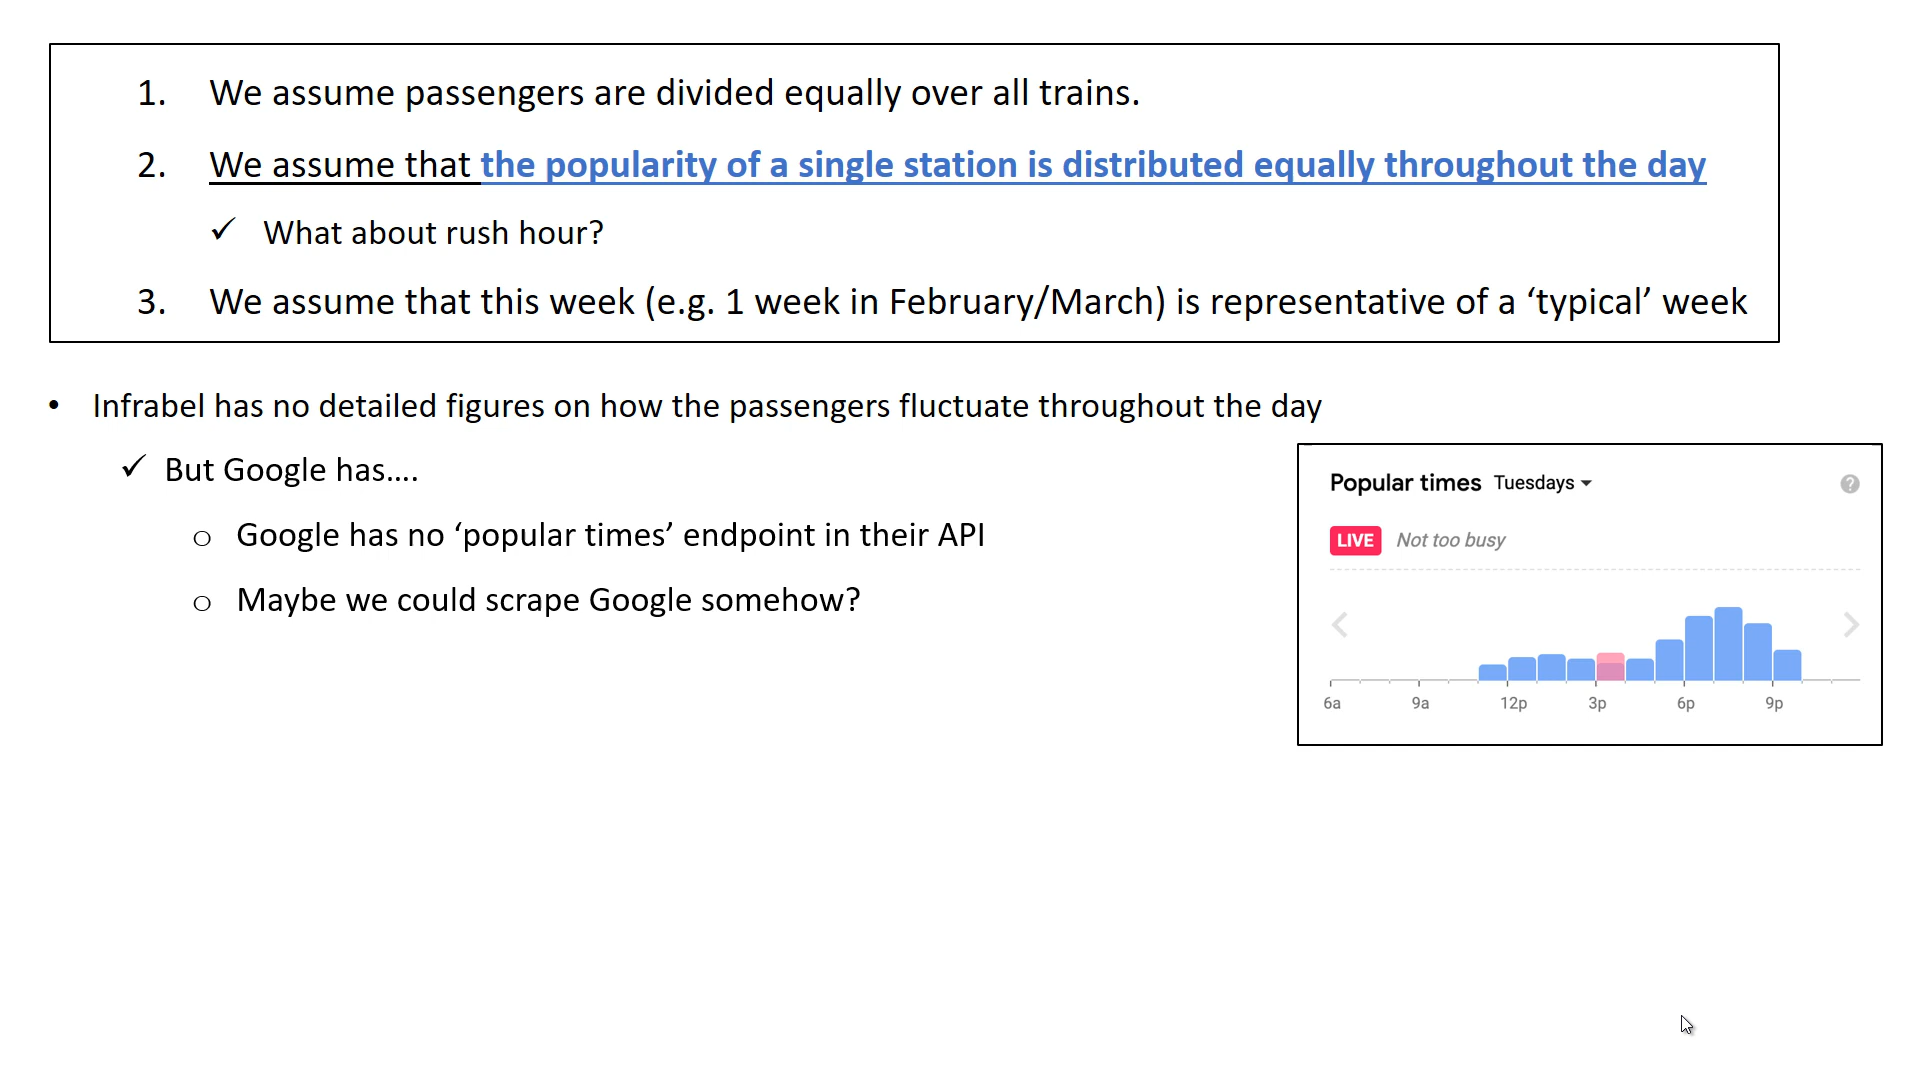 1. We assume passengers are divided equally over all trains.
2. We assume that the popularity of a single station is distributed equally throughout the day
✓ What about rush hour?
3. We assume that this week (e.g. 1 week in February/March) is representative of a ‘typical’ week
• Infrabel has no detailed figures on how the passengers fluctuate throughout the day
✓ But Google has....
o Google has no ‘popular times’ endpoint in their API
o Maybe we could scrape Google somehow?
Popular times Tuesdays ?
LIVE Not too busy
6a 9a 12p 3p 6p 9p